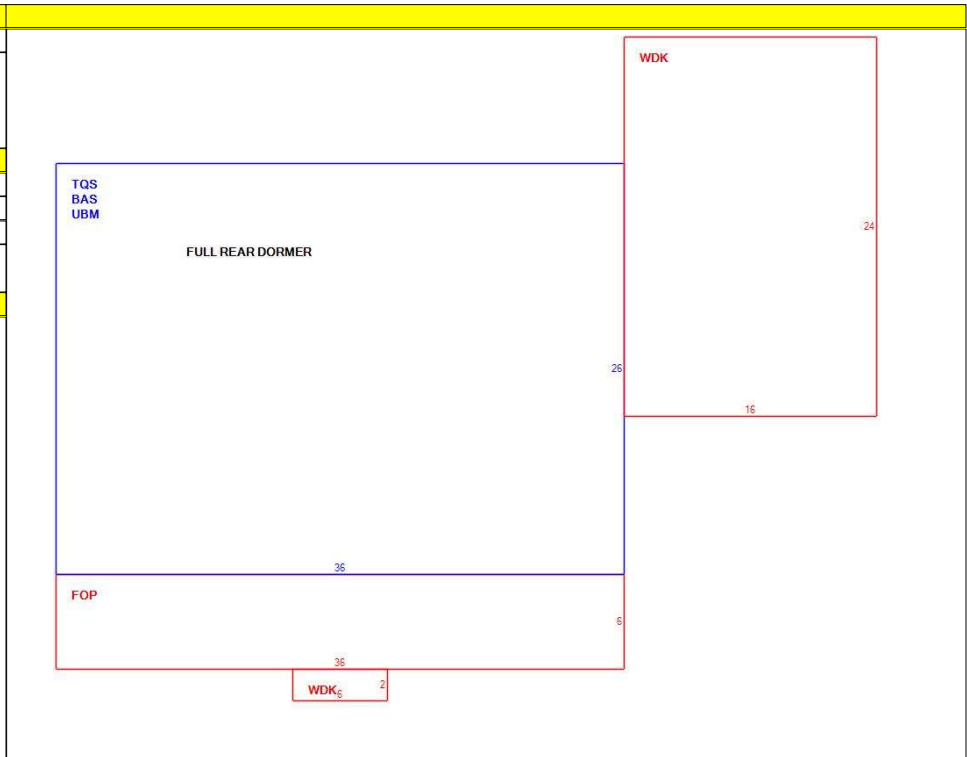 WDK
TQS
BAS
UBM
FULL REAR DORMER
24
26
16
36
FOP
6
36
WDK 6 2